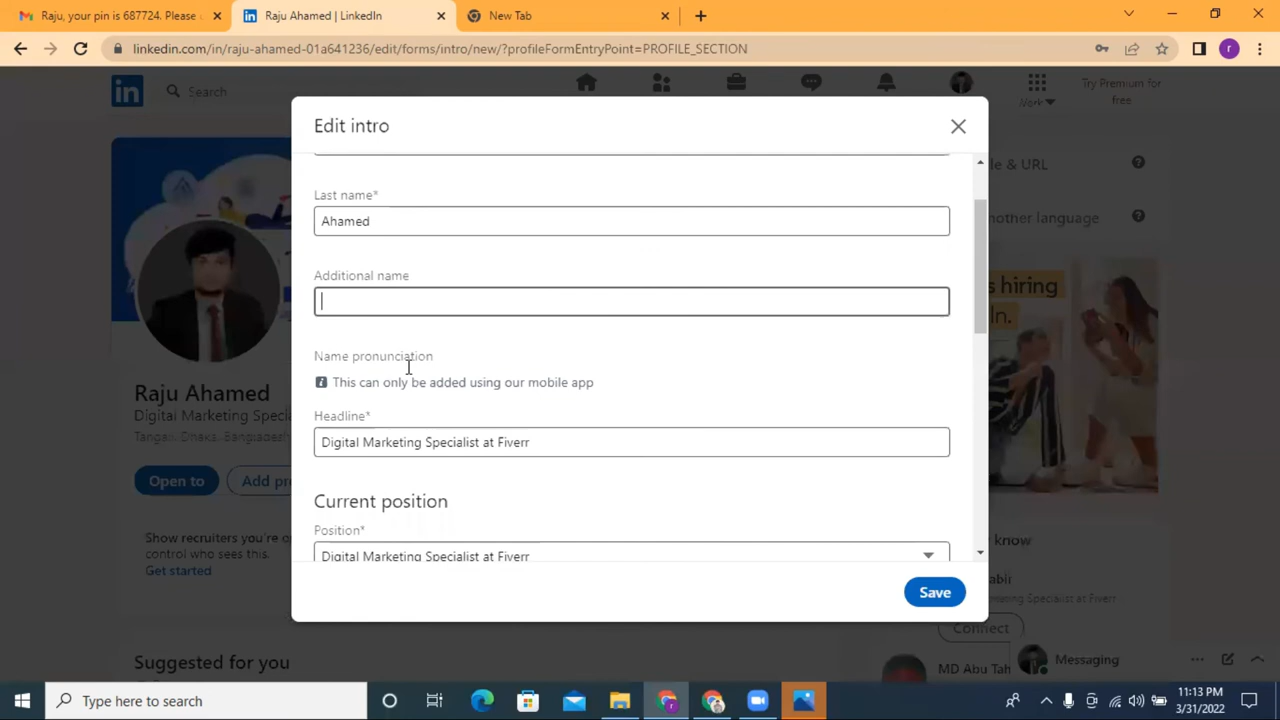 Raju, your pin is 687724. Please
Raju Ahamed | LinkedIn
New Tab
linkedin.com/in/raju-ahamed-01a641236/edit/forms/intro/new/?profileFormEntryPoint=PROFILE_SECTION
r
in
Search
Work
Try Premium for
free
Edit intro
Last name*
Ahamed
Additional name
Name pronunciation
This can only be added using our mobile app
Headline*
Digital Marketing Specialist at Fiverr
Current position
Position*
Digital Marketing Specialist at Fiverr
Save
Raju Ahamed
Digital Marketing Speci
Tangail, Dhaka, Bangladesh
Open to
Add pr
Show recruiters you're o
control who sees this.
Get started
Suggested for you
e & URL
nother language
s hiring
n.
know
abii
Specialist at Fiverr
Connect
MD Abu Tah
Messaging
Type here to search
11:13 PM
3/31/2022